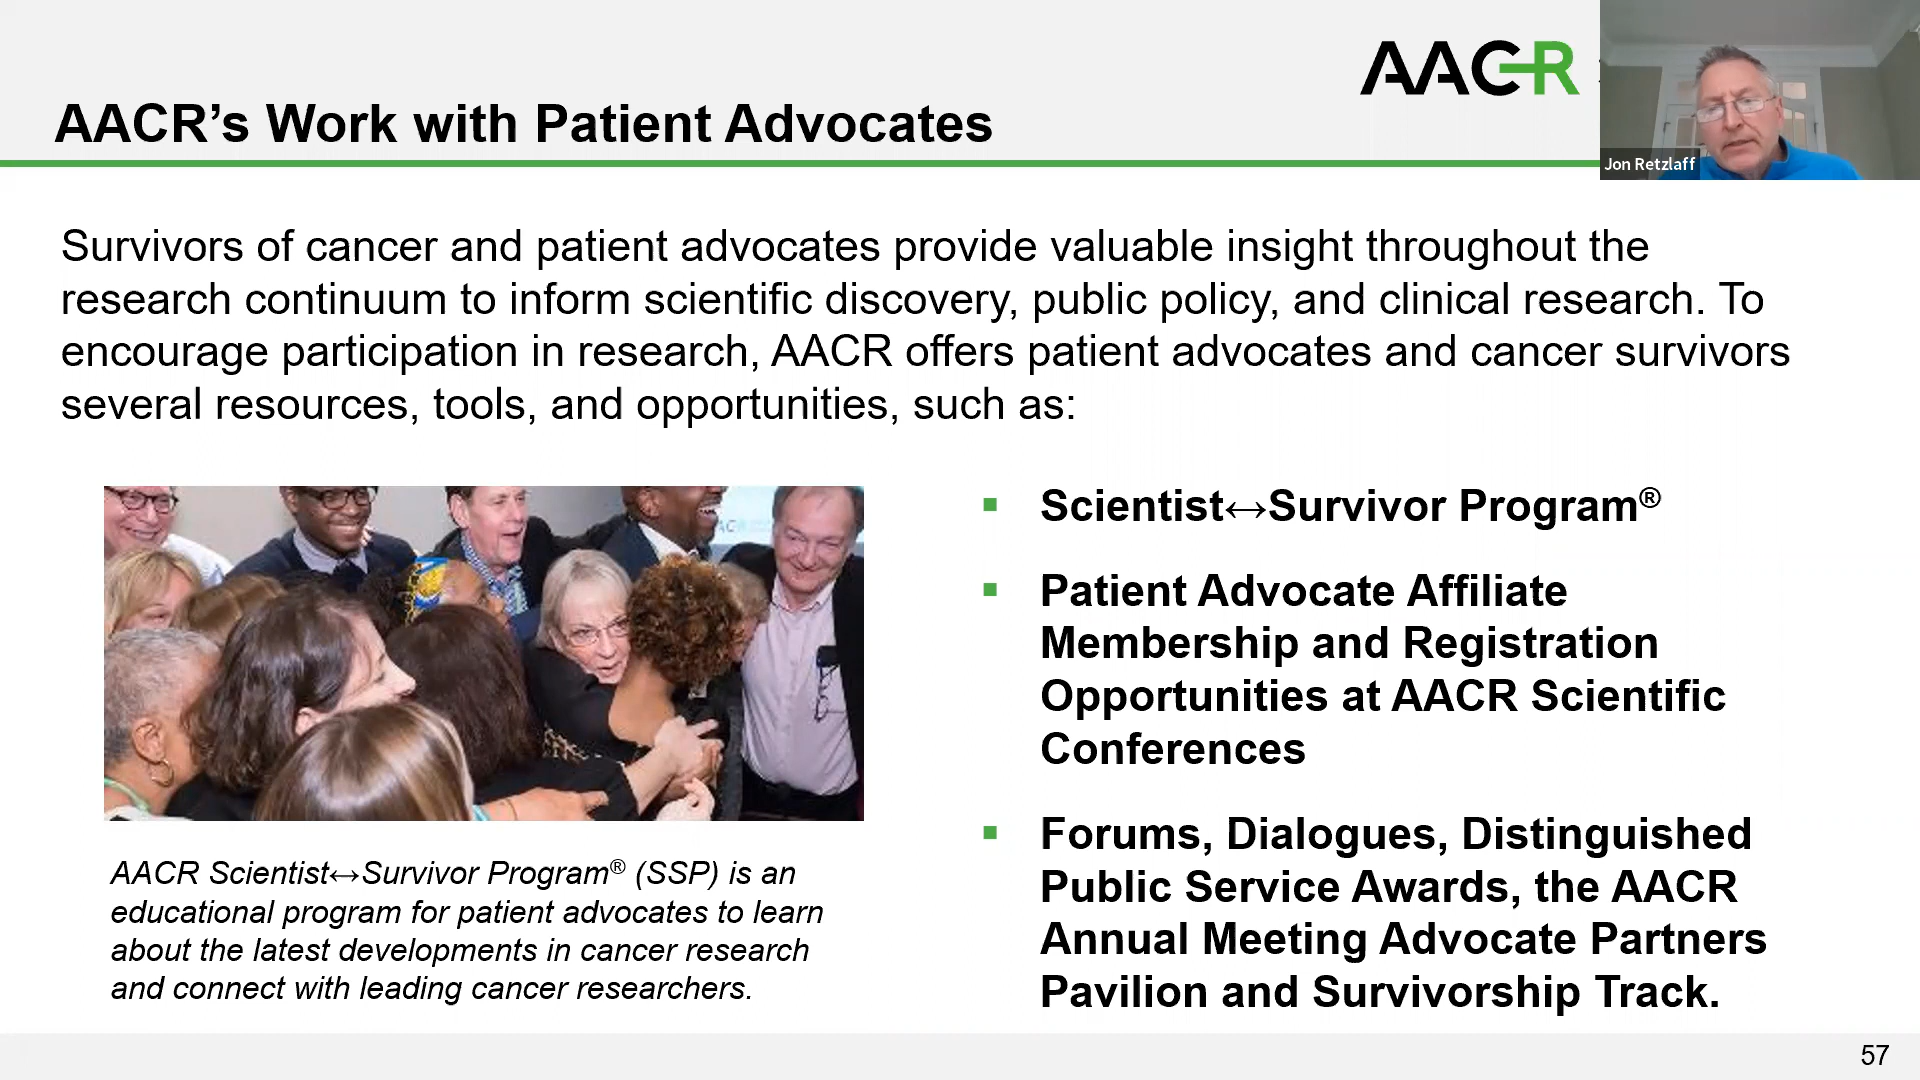 AACR
Jon Retzlaff
AACR’s Work with Patient Advocates
Survivors of cancer and patient advocates provide valuable insight throughout the
research continuum to inform scientific discovery, public policy, and clinical research. To
encourage participation in research, AACR offers patient advocates and cancer survivors
several resources, tools, and opportunities, such as:
AACR Scientist↔Survivor Program® (SSP) is an
educational program for patient advocates to learn
about the latest developments in cancer research
and connect with leading cancer researchers.
▪ Scientist↔Survivor Program®
▪ Patient Advocate Affiliate
Membership and Registration
Opportunities at AACR Scientific
Conferences
▪ Forums, Dialogues, Distinguished
Public Service Awards, the AACR
Annual Meeting Advocate Partners
Pavilion and Survivorship Track.
57